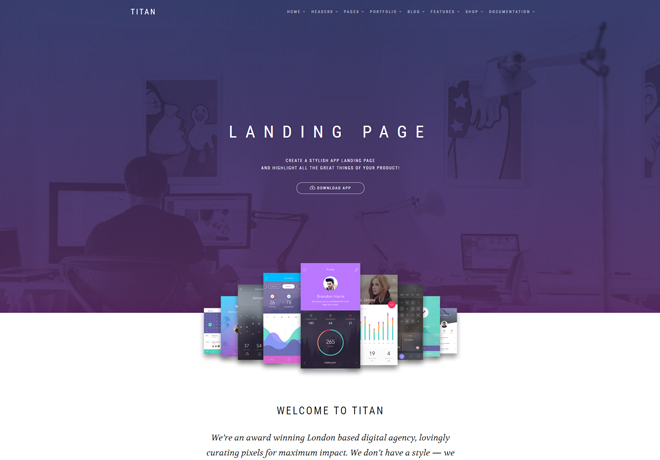 TITAN
HOME HEADERS PAGES PORTFOLIO BLOG FEATURES SHOP DOCUMENTATION
LANDING PAGE
CREATE A STYLISH APP LANDING PAGE
AND HIGHLIGHT ALL THE GREAT THINGS OF YOUR PRODUCT!
DOWNLOAD APP
265
19 4
WELCOME TO TITAN
We're an award winning London based digital agency, lovingly
curating pixels for maximum impact. We don't have a style — we